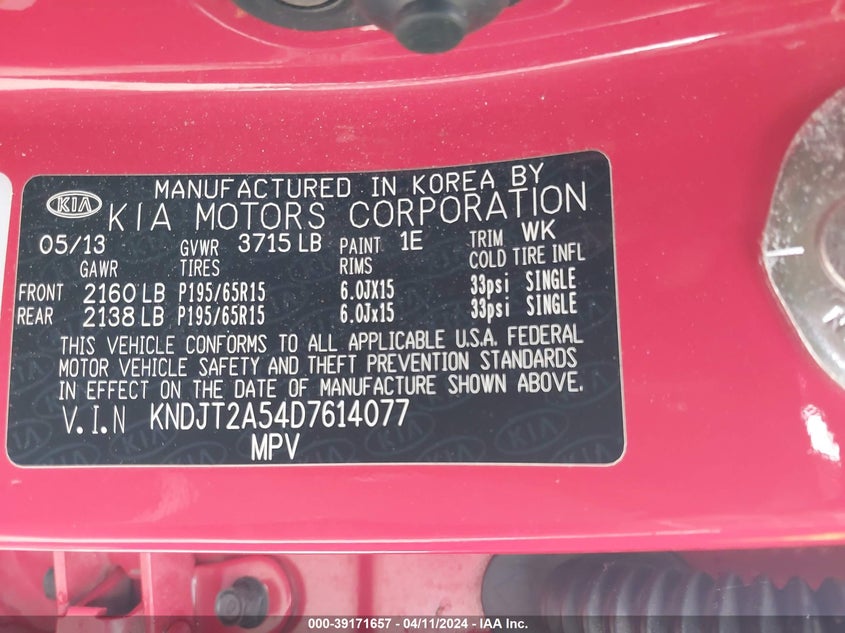 MANUFACTURED IN KOREA BY
KIA KIA MOTORS CORPORATION
05/13 GVWR 3715 LB PAINT 1E TRIM WK
GAWR TIRES RIMS COLD TIRE INFL
FRONT 2160 LB P195/65R15 6.0JX15 33psi SINGLE
REAR 2138 LB P195/65R15 6.0Jx15 33psi SINGLE
THIS VEHICLE CONFORMS TO ALL APPLICABLE U.S.A. FEDERAL
MOTOR VEHICLE SAFETY AND THEFT PREVENTION STANDARDS
IN EFFECT ON THE DATE OF MANUFACTURE SHOWN ABOVE.
V.I.N KNDJT2A54D7614077
MPV
000-39171657 - 04/11/2024 - IAA Inc.